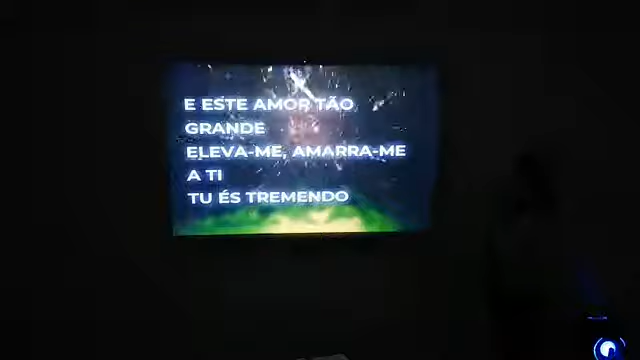 E ESTE AMOR TÃO
GRANDE
ELEVA-ME, AMARRA-ME
A TI
TU ÉS TREMENDO